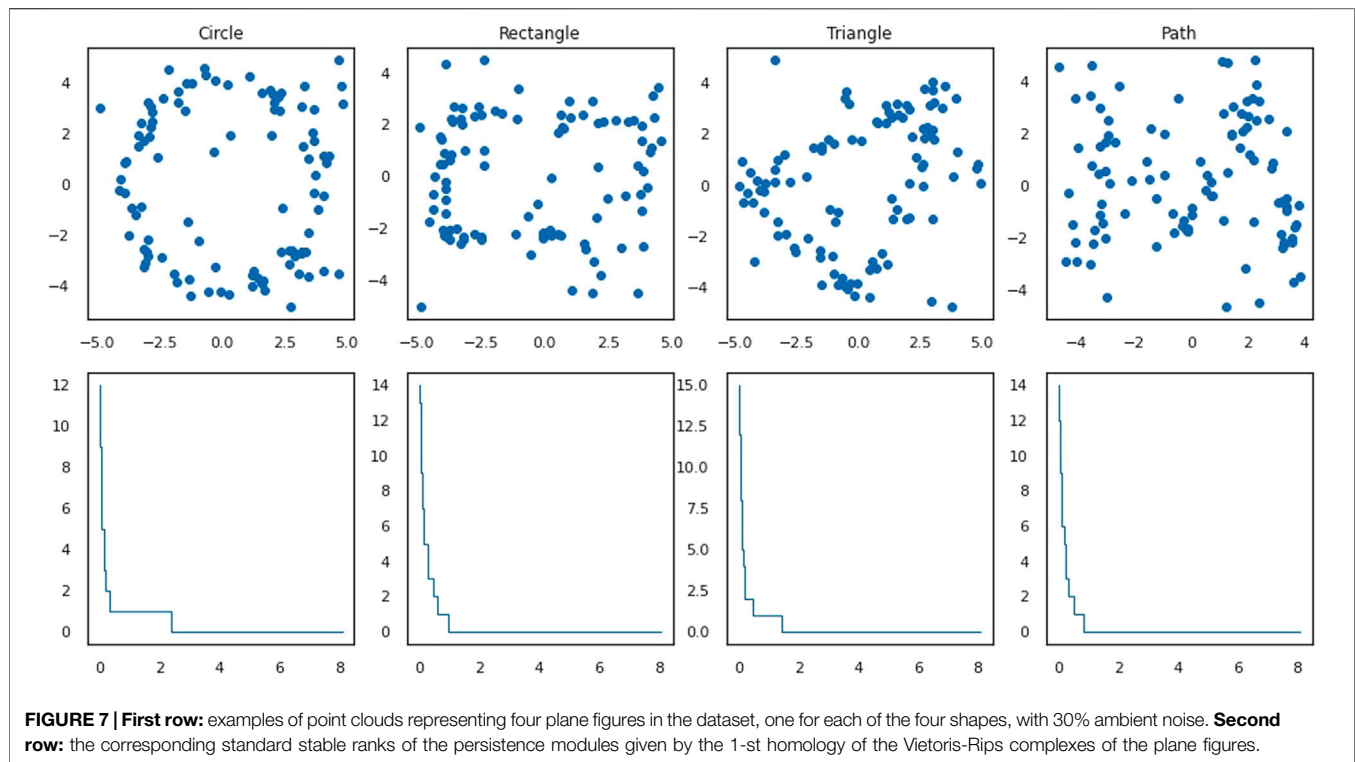 Circle Rectangle Triangle Path
4 4 4 4
2 2 2 2
0 0 0 0
−2 −2 −2 −2
−4 −4 −4 −4
−5.0 −2.5 0.0 2.5 5.0 −5.0 −2.5 0.0 2.5 5.0 −5.0 −2.5 0.0 2.5 5.0 −4 −2 0 2 4
12 14 15.0 14
10 12 12.5 12
8 10 10.0 10
6 8 7.5 8
4 6 5.0 6
2 4 2.5 4
0 2 0.0 2
0 0
0 2 4 6 8 0 2 4 6 8 0 2 4 6 8 0 2 4 6 8
FIGURE 7 | First row: examples of point clouds representing four plane figures in the dataset, one for each of the four shapes, with 30% ambient noise. Second
row: the corresponding standard stable ranks of the persistence modules given by the 1-st homology of the Vietoris-Rips complexes of the plane figures.